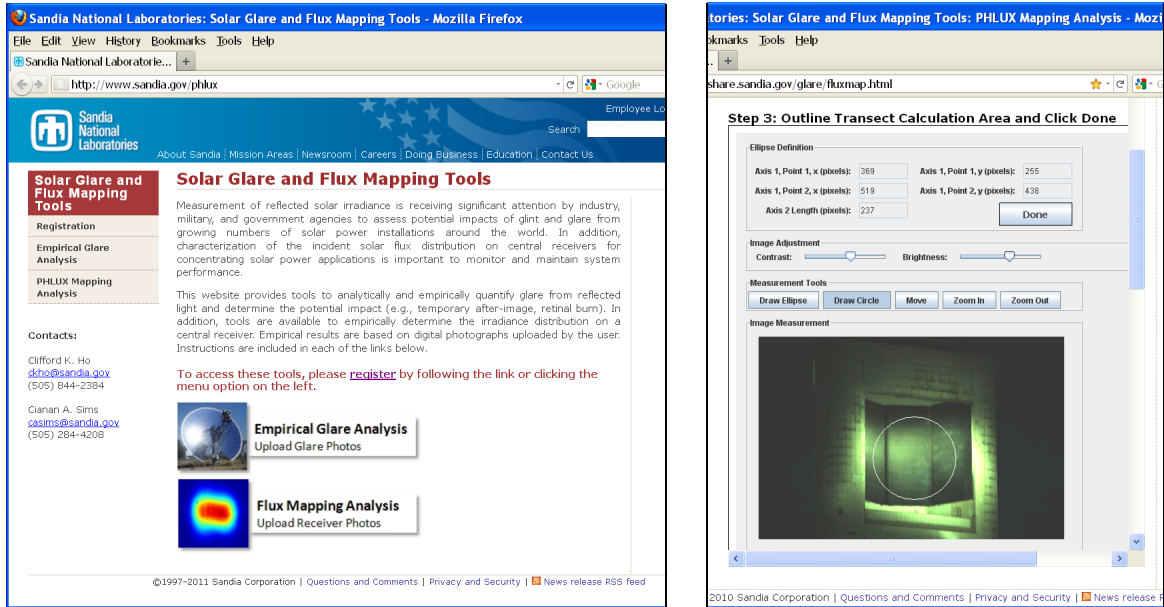 Sandia National Laboratories: Solar Glare and Flux Mapping Tools - Mozilla Firefox
File Edit View History Bookmarks Tools Help
Sandia National Laboratorie... +
http://www.sandia.gov/phlux
Google
Employee Lo
Sandia
National
Laboratories
Search
About Sandia | Mission Areas | Newsroom | Careers | Doing Business | Education | Contact Us
Solar Glare and
Flux Mapping
Tools
Registration
Empirical Glare
Analysis
PHLUX Mapping
Analysis
Contacts:
Clifford K. Ho
ckho@sandia.gov
(505) 844-2384
Cianan A. Sims
casims@sandia.gov
(505) 284-4208
Solar Glare and Flux Mapping Tools
Measurement of reflected solar irradiance is receiving significant attention by industry,
military, and government agencies to assess potential impacts of glint and glare from
growing numbers of solar power installations around the world. In addition,
characterization of the incident solar flux distribution on central receivers for
concentrating solar power applications is important to monitor and maintain system
performance.
This website provides tools to analytically and empirically quantify glare from reflected
light and determine the potential impact (e.g., temporary after-image, retinal burn). In
addition, tools are available to empirically determine the irradiance distribution on a
central receiver. Empirical results are based on digital photographs uploaded by the user.
Instructions are included in each of the links below.
To access these tools, please register by following the link or clicking the
menu option on the left.
Empirical Glare Analysis
Upload Glare Photos
Flux Mapping Analysis
Upload Receiver Photos
©1997-2011 Sandia Corporation | Questions and Comments | Privacy and Security | News release RSS feed
tories: Solar Glare and Flux Mapping Tools: PHLUX Mapping Analysis - Mozi
okmarks Tools Help
.. +
share.sandia.gov/glare/fluxmap.html
G
Step 3: Outline Transect Calculation Area and Click Done
Ellipse Definition
Axis 1, Point 1, x (pixels): 369 Axis 1, Point 1, y (pixels): 255
Axis 1, Point 2, x (pixels): 519 Axis 1, Point 2, y (pixels): 438
Axis 2 Length (pixels): 237
Done
Image Adjustment
Contrast: Brightness:
Measurement Tools
Draw Ellipse Draw Circle Move Zoom In Zoom Out
Image Measurement
2010 Sandia Corporation | Questions and Comments | Privacy and Security | News release R